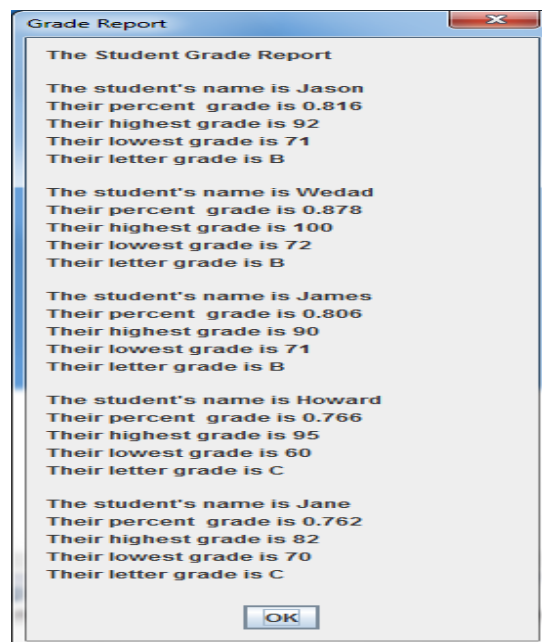 Grade Report
The Student Grade Report
The student's name is Jason
Their percent grade is 0.816
Their highest grade is 92
Their lowest grade is 71
Their letter grade is B
The student's name is Wedad
Their percent grade is 0.878
Their highest grade is 100
Their lowest grade is 72
Their letter grade is B
The student's name is James
Their percent grade is 0.806
Their highest grade is 90
Their lowest grade is 71
Their letter grade is B
The student's name is Howard
Their percent grade is 0.766
Their highest grade is 95
Their lowest grade is 60
Their letter grade is C
The student's name is Jane
Their percent grade is 0.762
Their highest grade is 82
Their lowest grade is 70
Their letter grade is C
OK